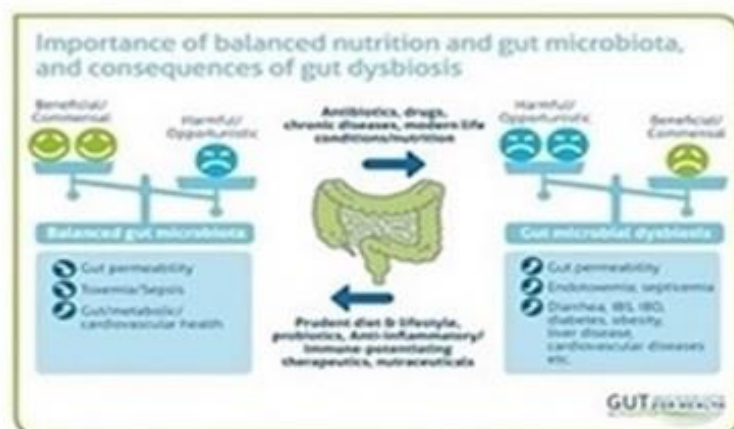 Importance of balanced nutrition and gut microbiota,
and consequences of gut dysbiosis
Beneficial/
Commensal
Harmful/
Opportunistic
Antibiotics, drugs,
chronic diseases, modern life
conditions/nutrition
Harmful/
Opportunistic
Beneficial/
Commensal
Balanced gut microbiota
Gut permeability
Toxemia/Sepsis
Gut/metabolic/
cardiovascular health
Prudent diet & lifestyle,
probiotics, Anti-inflammatory/
immune-potentiating
therapeutics, nutraceuticals
Gut microbial dysbiosis
Gut permeability
Endotoxemia, septicemia
Diarrhea, IBS, IBD,
diabetes, obesity,
liver disease,
cardiovascular diseases
etc.
GUT
FOR HEALTH